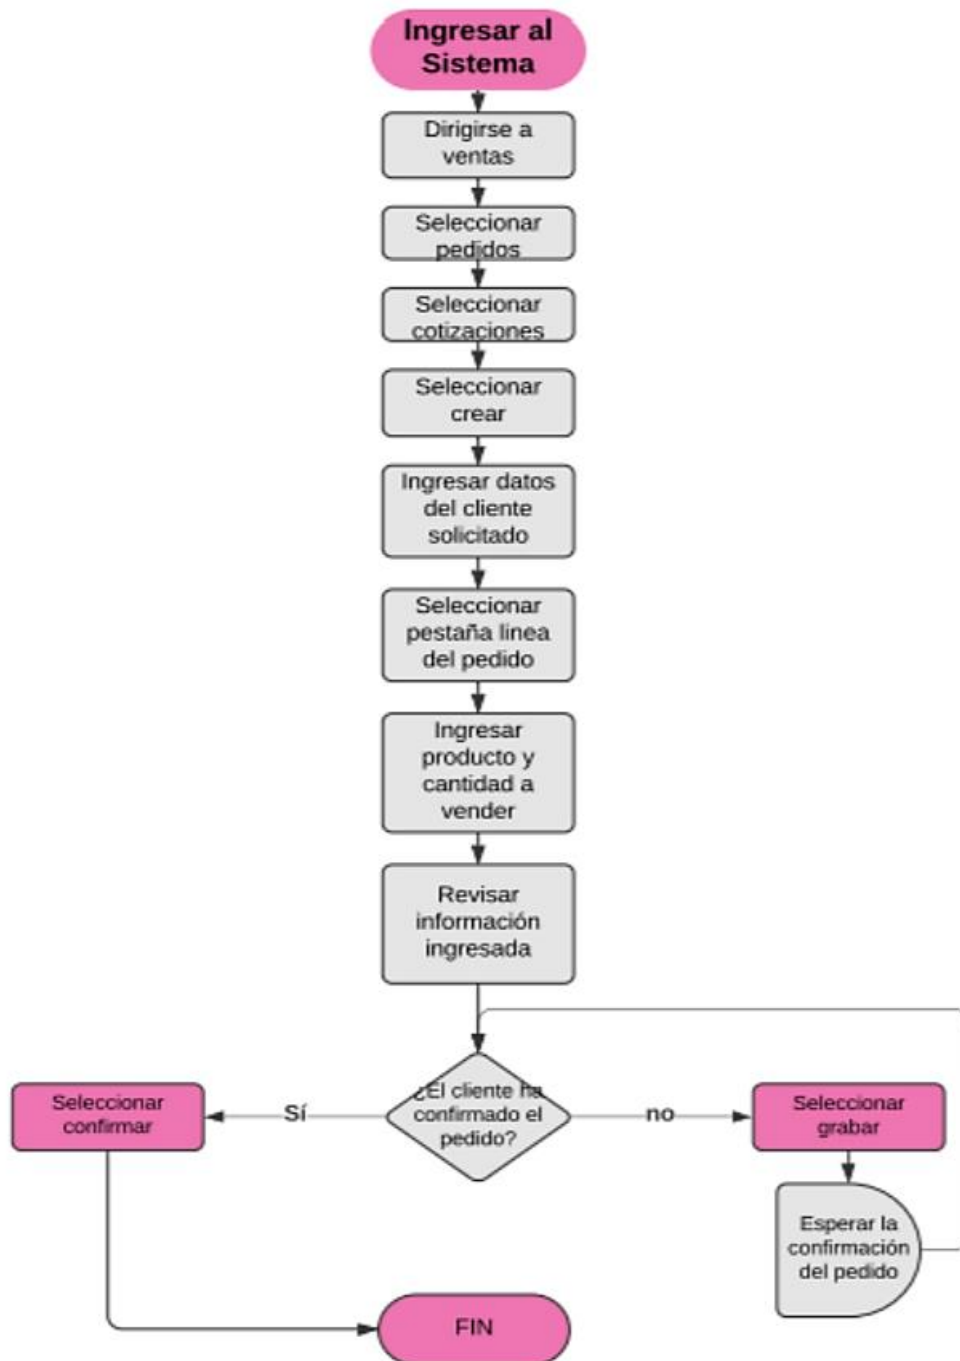 Ingresar al
Sistema
Dirigirse a
ventas
Seleccionar
pedidos
Seleccionar
cotizaciones
Seleccionar
crear
Ingresar datos
del cliente
solicitado
Seleccionar
pestaña linea
del pedido
Ingresar
producto y
cantidad a
vender
Revisar
información
ingresada
¿El cliente ha
confirmado el
pedido?
Sí
Seleccionar
confirmar
no
Seleccionar
grabar
Esperar la
confirmación
del pedido
FIN